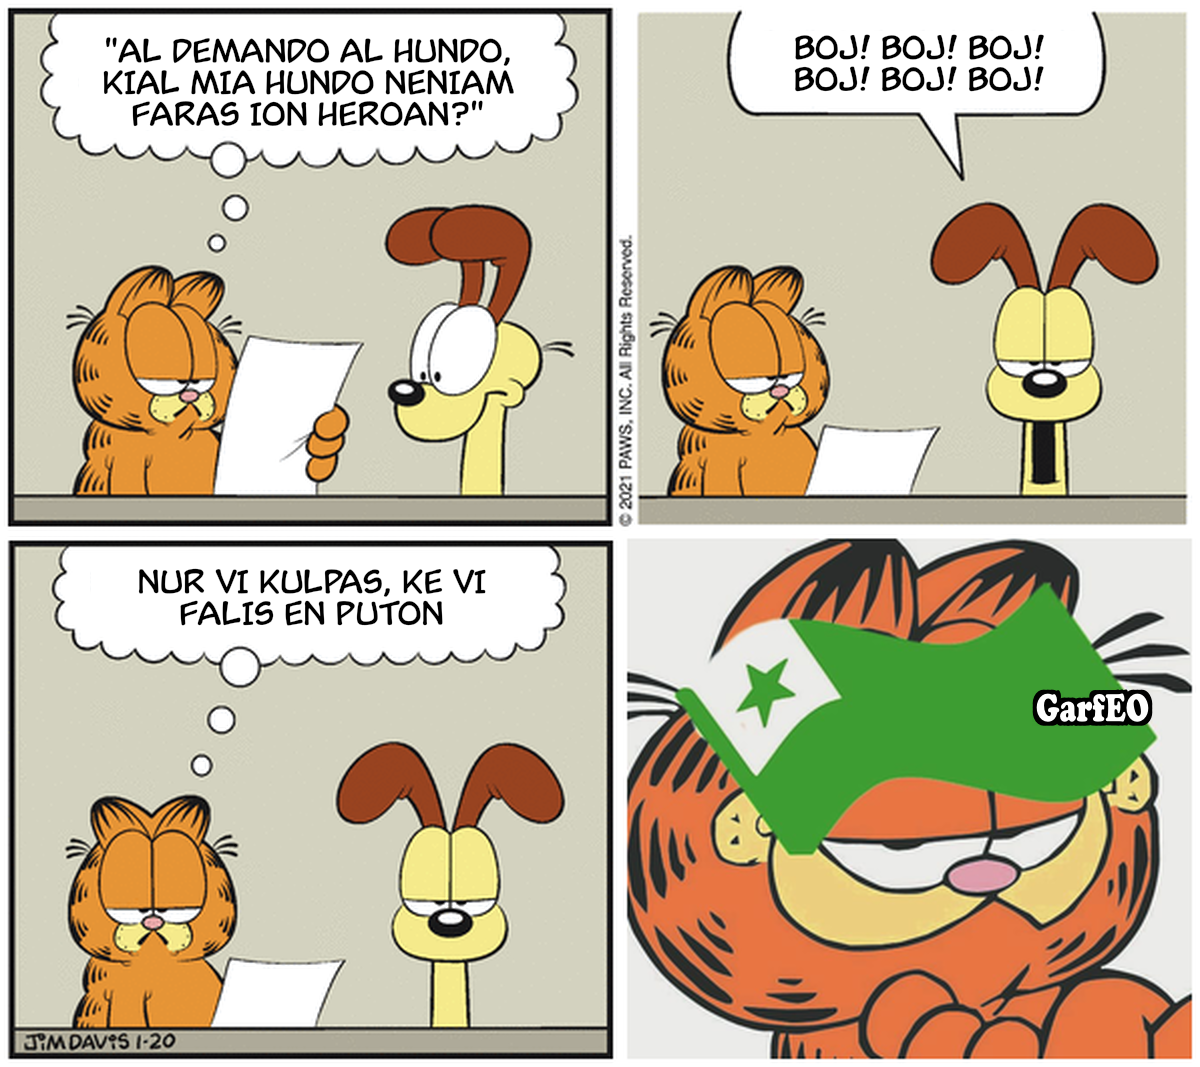 "AL DEMANDO AL HUNDO,
KIAL MIA HUNDO NENIAM
FARAS ION HEROAN?"
BOJ! BOJ! BOJ!
BOJ! BOJ! BOJ!
© 2021 PAWS, INC. All Rights Reserved.
NUR VI KULPAS, KE VI
FALIS EN PUTON
JIM DAVIS 1-20
GarfEO